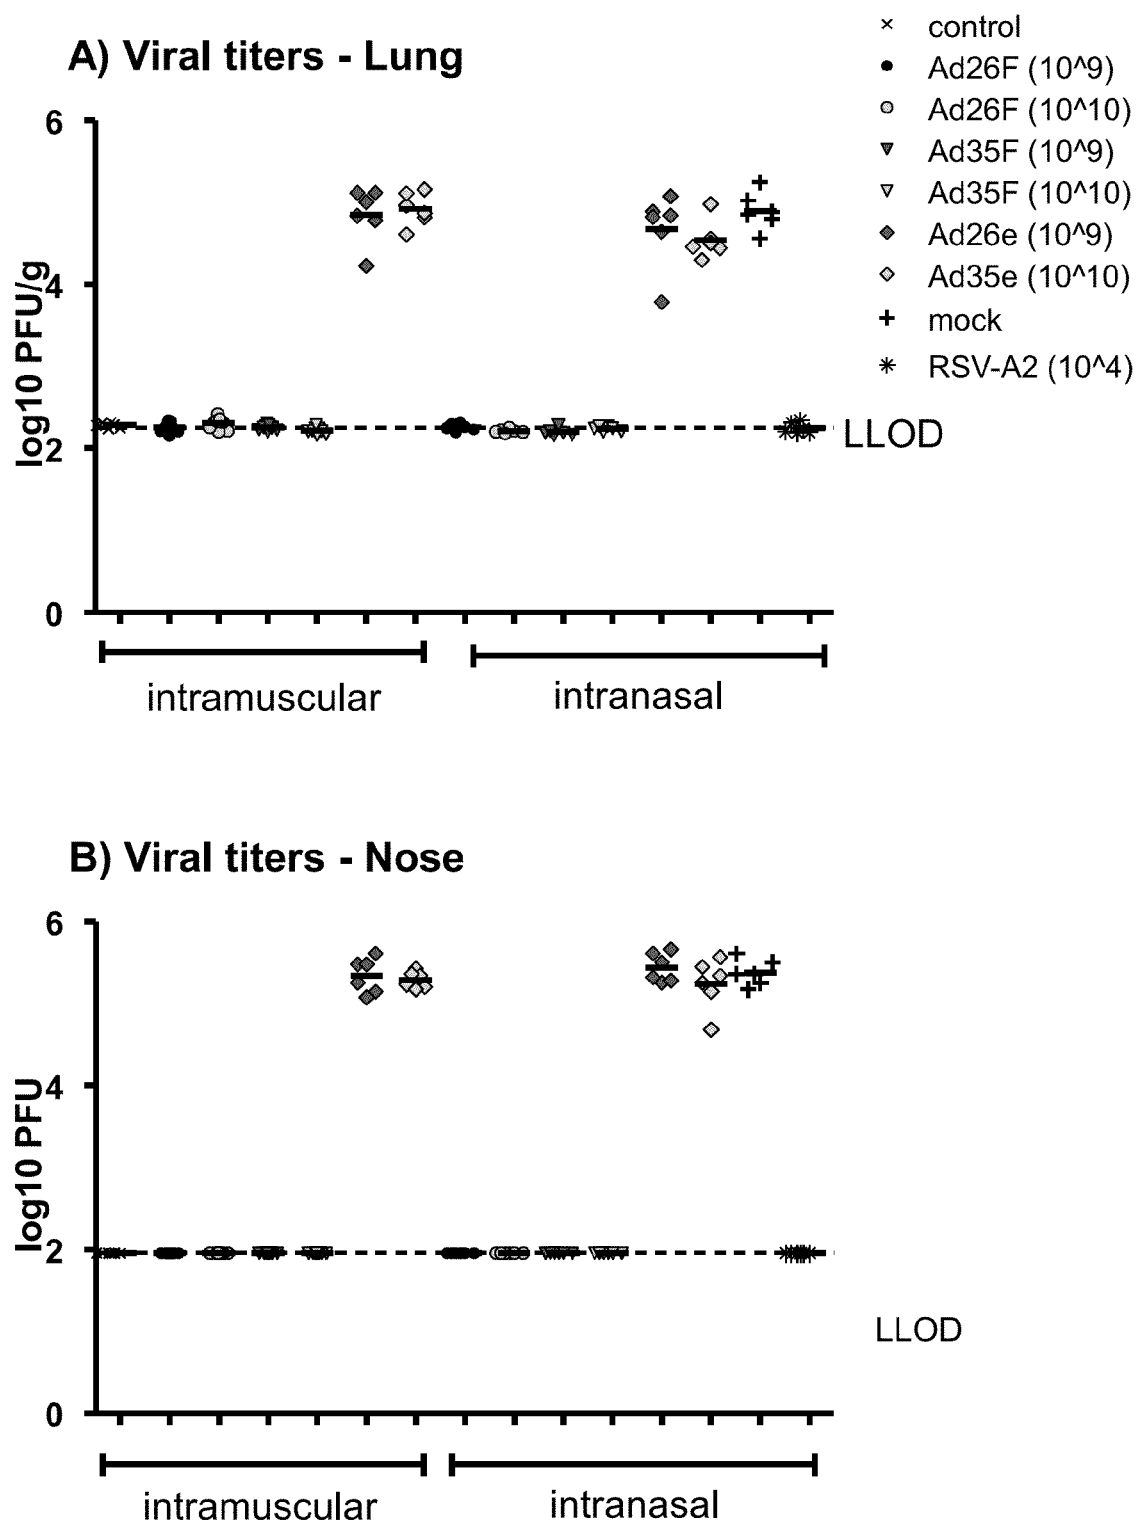 A) Viral titers - Lung
control
Ad26F (10^9)
Ad26F (10^10)
Ad35F (10^9)
Ad35F (10^10)
Ad26e (10^9)
Ad35e (10^10)
mock
RSV-A2 (10^4)
log10 PFU/g
6
4
2
0
LLOD
intramuscular
intranasal
B) Viral titers - Nose
log10 PFU
6
4
2
0
LLOD
intramuscular
intranasal